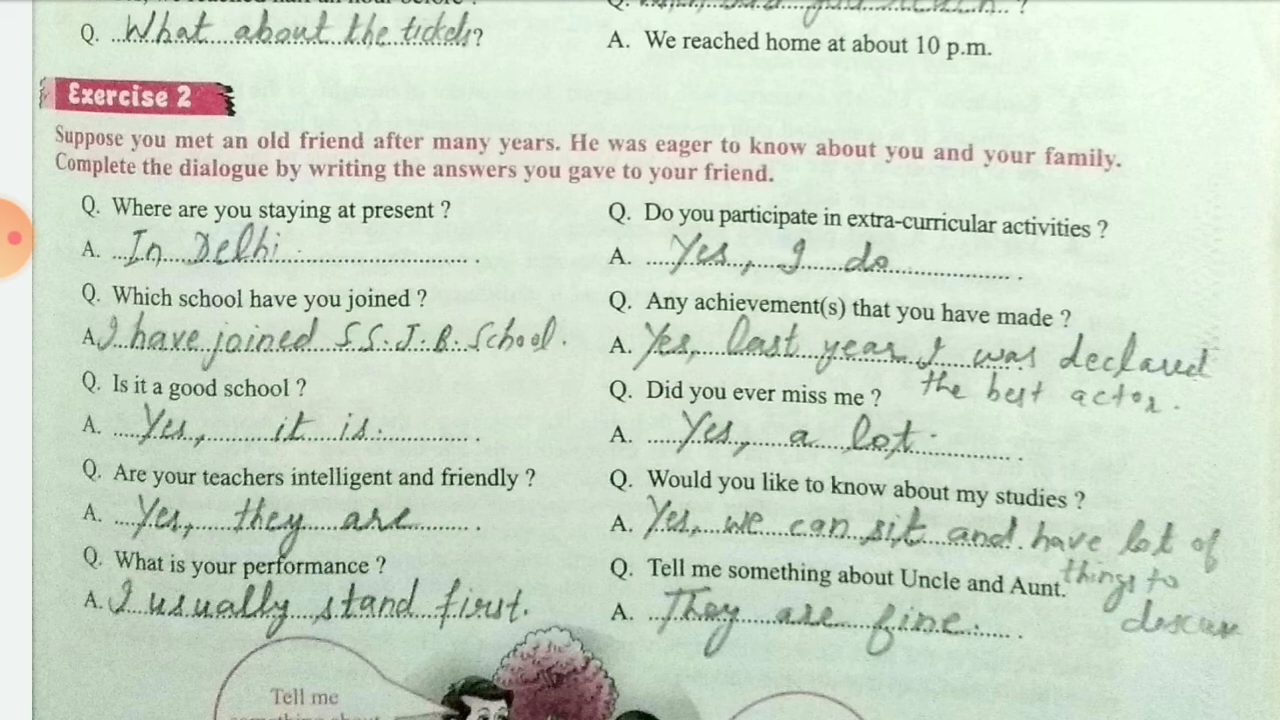 Q. What about the tickets?
A. We reached home at about 10 p.m.
Exercise 2
Suppose you met an old friend after many years. He was eager to know about you and your family.
Complete the dialogue by writing the answers you gave to your friend.
Q. Where are you staying at present ?
A. In Delhi.
Q. Which school have you joined ?
A. I have joined S.S.J.B. School.
Q. Is it a good school ?
A. Yes, it is.
Q. Are your teachers intelligent and friendly ?
A. Yes, they are.
Q. What is your performance ?
A. I usually stand first.
Q. Do you participate in extra-curricular activities ?
A. Yes, I do.
Q. Any achievement(s) that you have made ?
A. Yes, last year I was declared
the best actor.
Q. Did you ever miss me ?
A. Yes, a lot.
Q. Would you like to know about my studies ?
A. Yes, we can sit and have lot of
things to
discuss
Q. Tell me something about Uncle and Aunt.
A. They are fine.
Tell me
something about